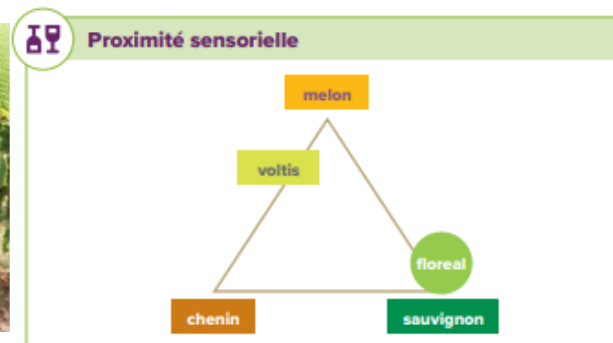 Proximité sensorielle
melon
voltis
floreal
chenin
sauvignon